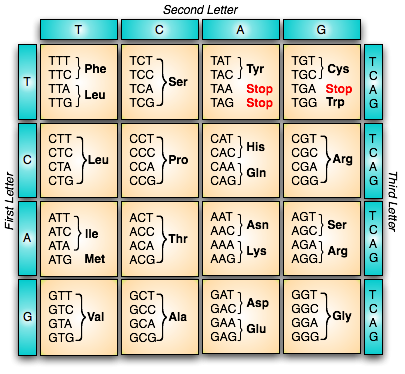 Second Letter
T C A G
First Letter
Third Letter
T
TTT TTC Phe
TTA TTG Leu
TCT TCC TCA TCG Ser
TAT TAC Tyr
TAA Stop
TAG Stop
TGT TGC Cys
TGA Stop
TGG Trp
T C A G
C
CTT CTC CTA CTG Leu
CCT CCC CCA CCG Pro
CAT CAC His
CAA CAG Gln
CGT CGC CGA CGG Arg
T C A G
A
ATT ATC ATA Ile
ATG Met
ACT ACC ACA ACG Thr
AAT AAC Asn
AAA AAG Lys
AGT AGC Ser
AGA AGG Arg
T C A G
G
GTT GTC GTA GTG Val
GCT GCC GCA GCG Ala
GAT GAC Asp
GAA GAG Glu
GGT GGC GGA GGG Gly
T C A G